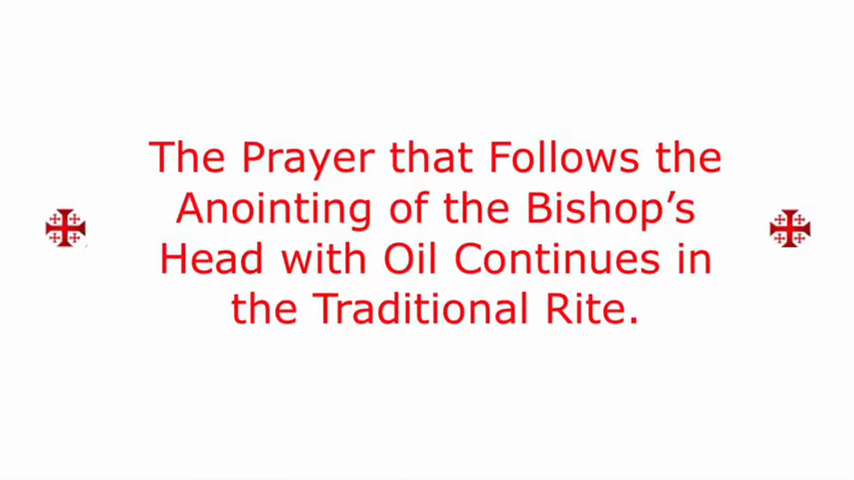 The Prayer that Follows the
Anointing of the Bishop’s
Head with Oil Continues in
the Traditional Rite.